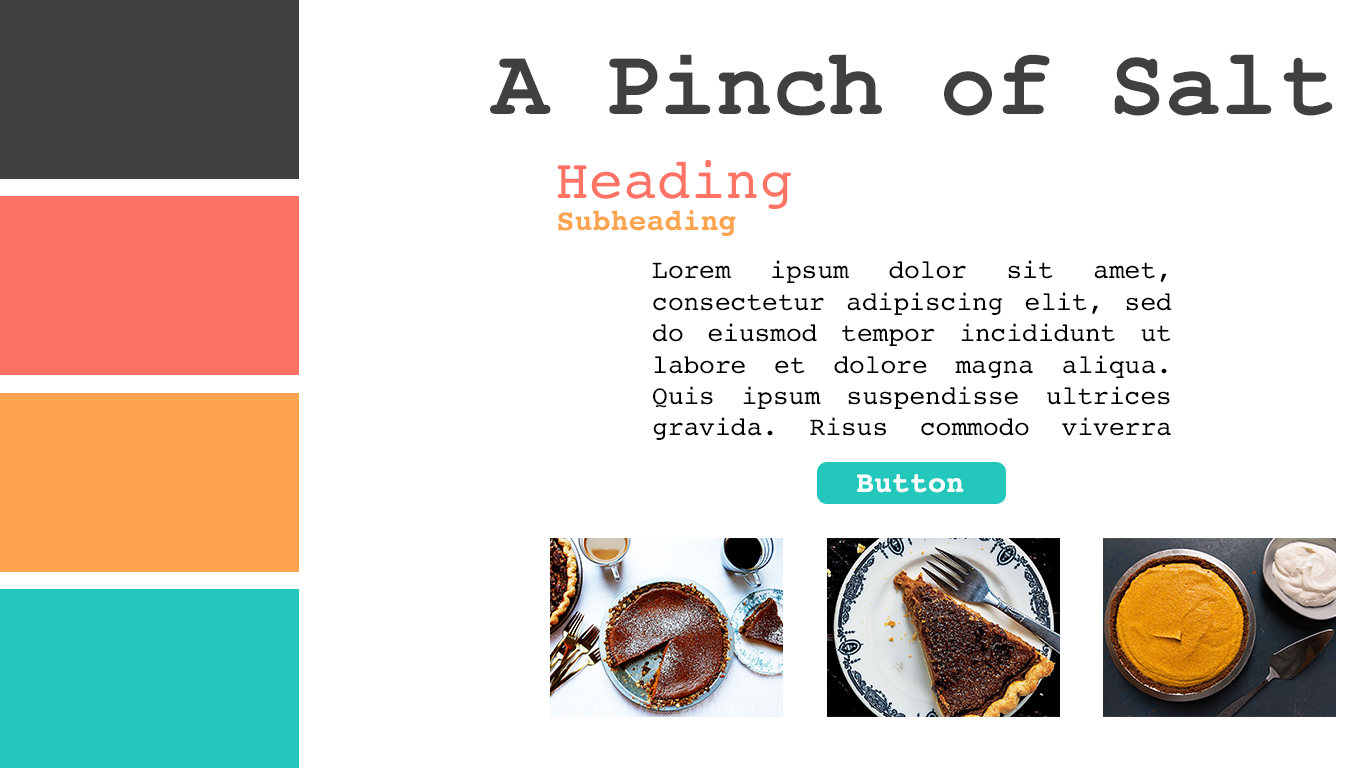 A Pinch of Salt
Heading
Subheading
Lorem ipsum dolor sit amet,
consectetur adipiscing elit, sed
do eiusmod tempor incididunt ut
labore et dolore magna aliqua.
Quis ipsum suspendisse ultrices
gravida. Risus commodo viverra
Button